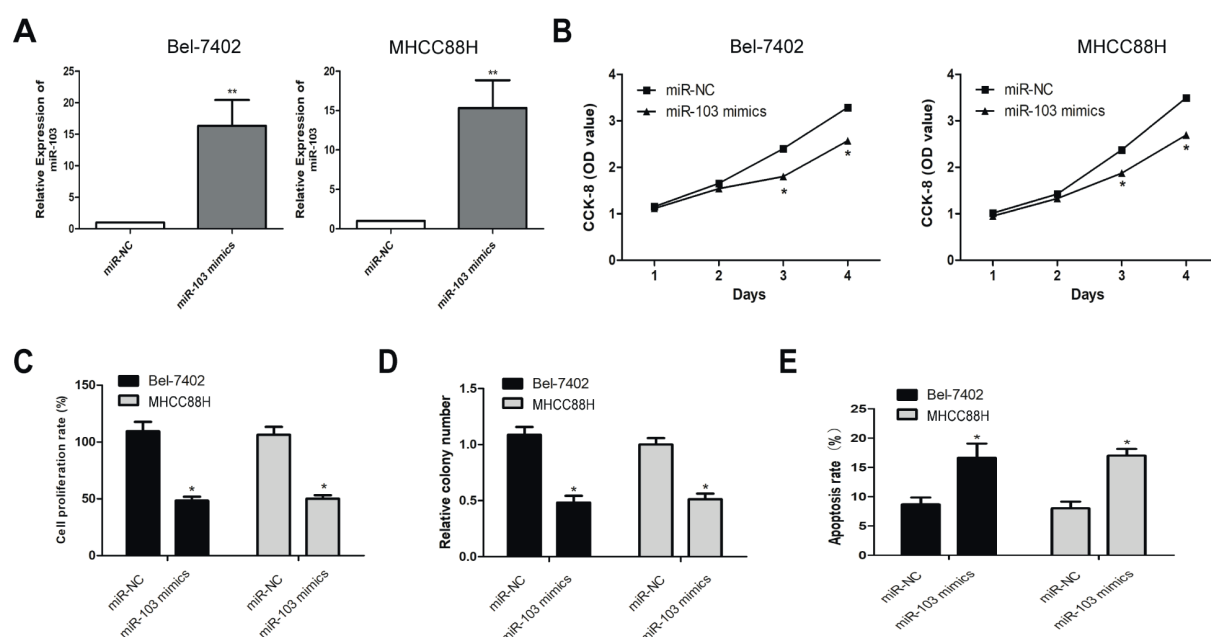 A
Bel-7402
Relative Expression of
miR-103
25
20
15
10
5
0
**
miR-NC
miR-103 mimics
MHCC88H
Relative Expression of
miR-103
20
15
10
5
0
**
miR-NC
miR-103 mimics
B
Bel-7402
CCK-8 (OD value)
4
3
2
1
0
miR-NC
miR-103 mimics
*
*
1 2 3 4
Days
MHCC88H
CCK-8 (OD value)
4
3
2
1
0
miR-NC
miR-103 mimics
*
*
1 2 3 4
Days
C
Bel-7402
MHCC88H
Cell proliferation rate (%)
150
100
50
0
*
*
miR-NC
miR-103 mimics
miR-NC
miR-103 mimics
D
Bel-7402
MHCC88H
Relative colony number
1.5
1.0
0.5
0.0
*
*
miR-NC
miR-103 mimics
miR-NC
miR-103 mimics
E
Bel-7402
MHCC88H
Apoptosis rate （%）
25
20
15
10
5
0
*
*
miR-NC
miR-103 mimics
miR-NC
miR-103 mimics